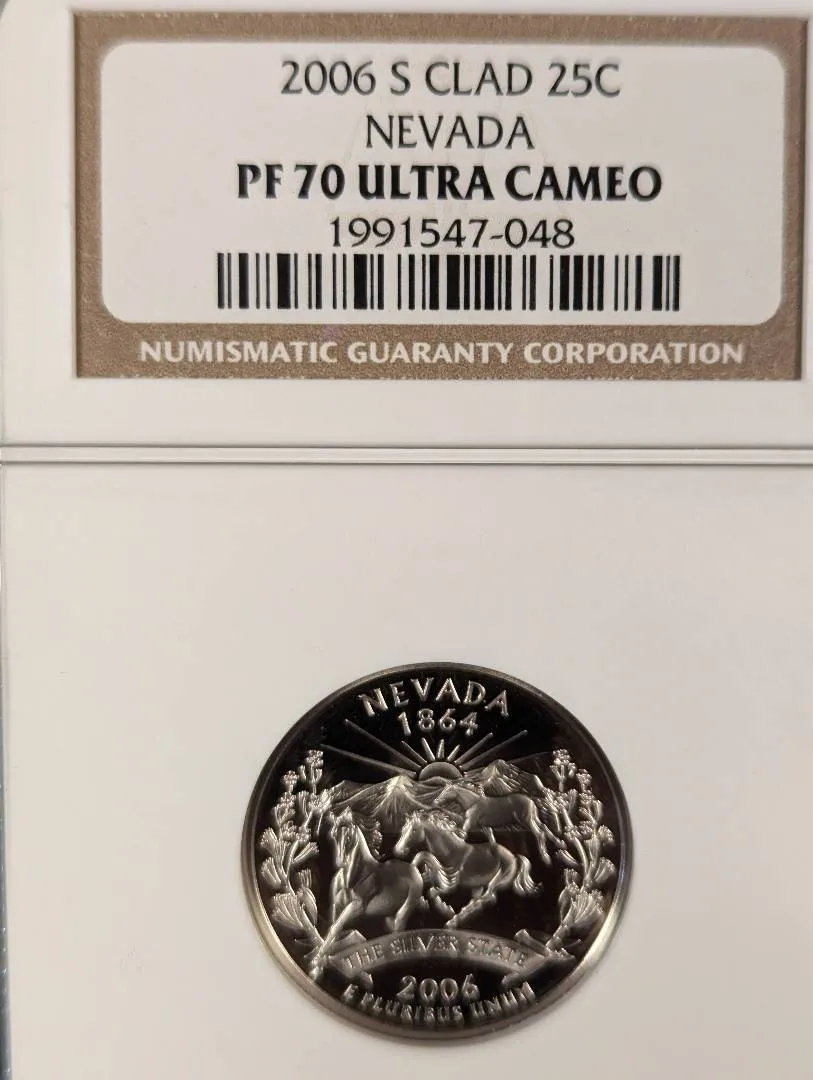 2006 S CLAD 25C
NEVADA
PF 70 ULTRA CAMEO
1991547-048
NUMISMATIC GUARANTY CORPORATION
NEVADA
1864
THE SILVER STATE
2006
E PLURIBUS UNUM